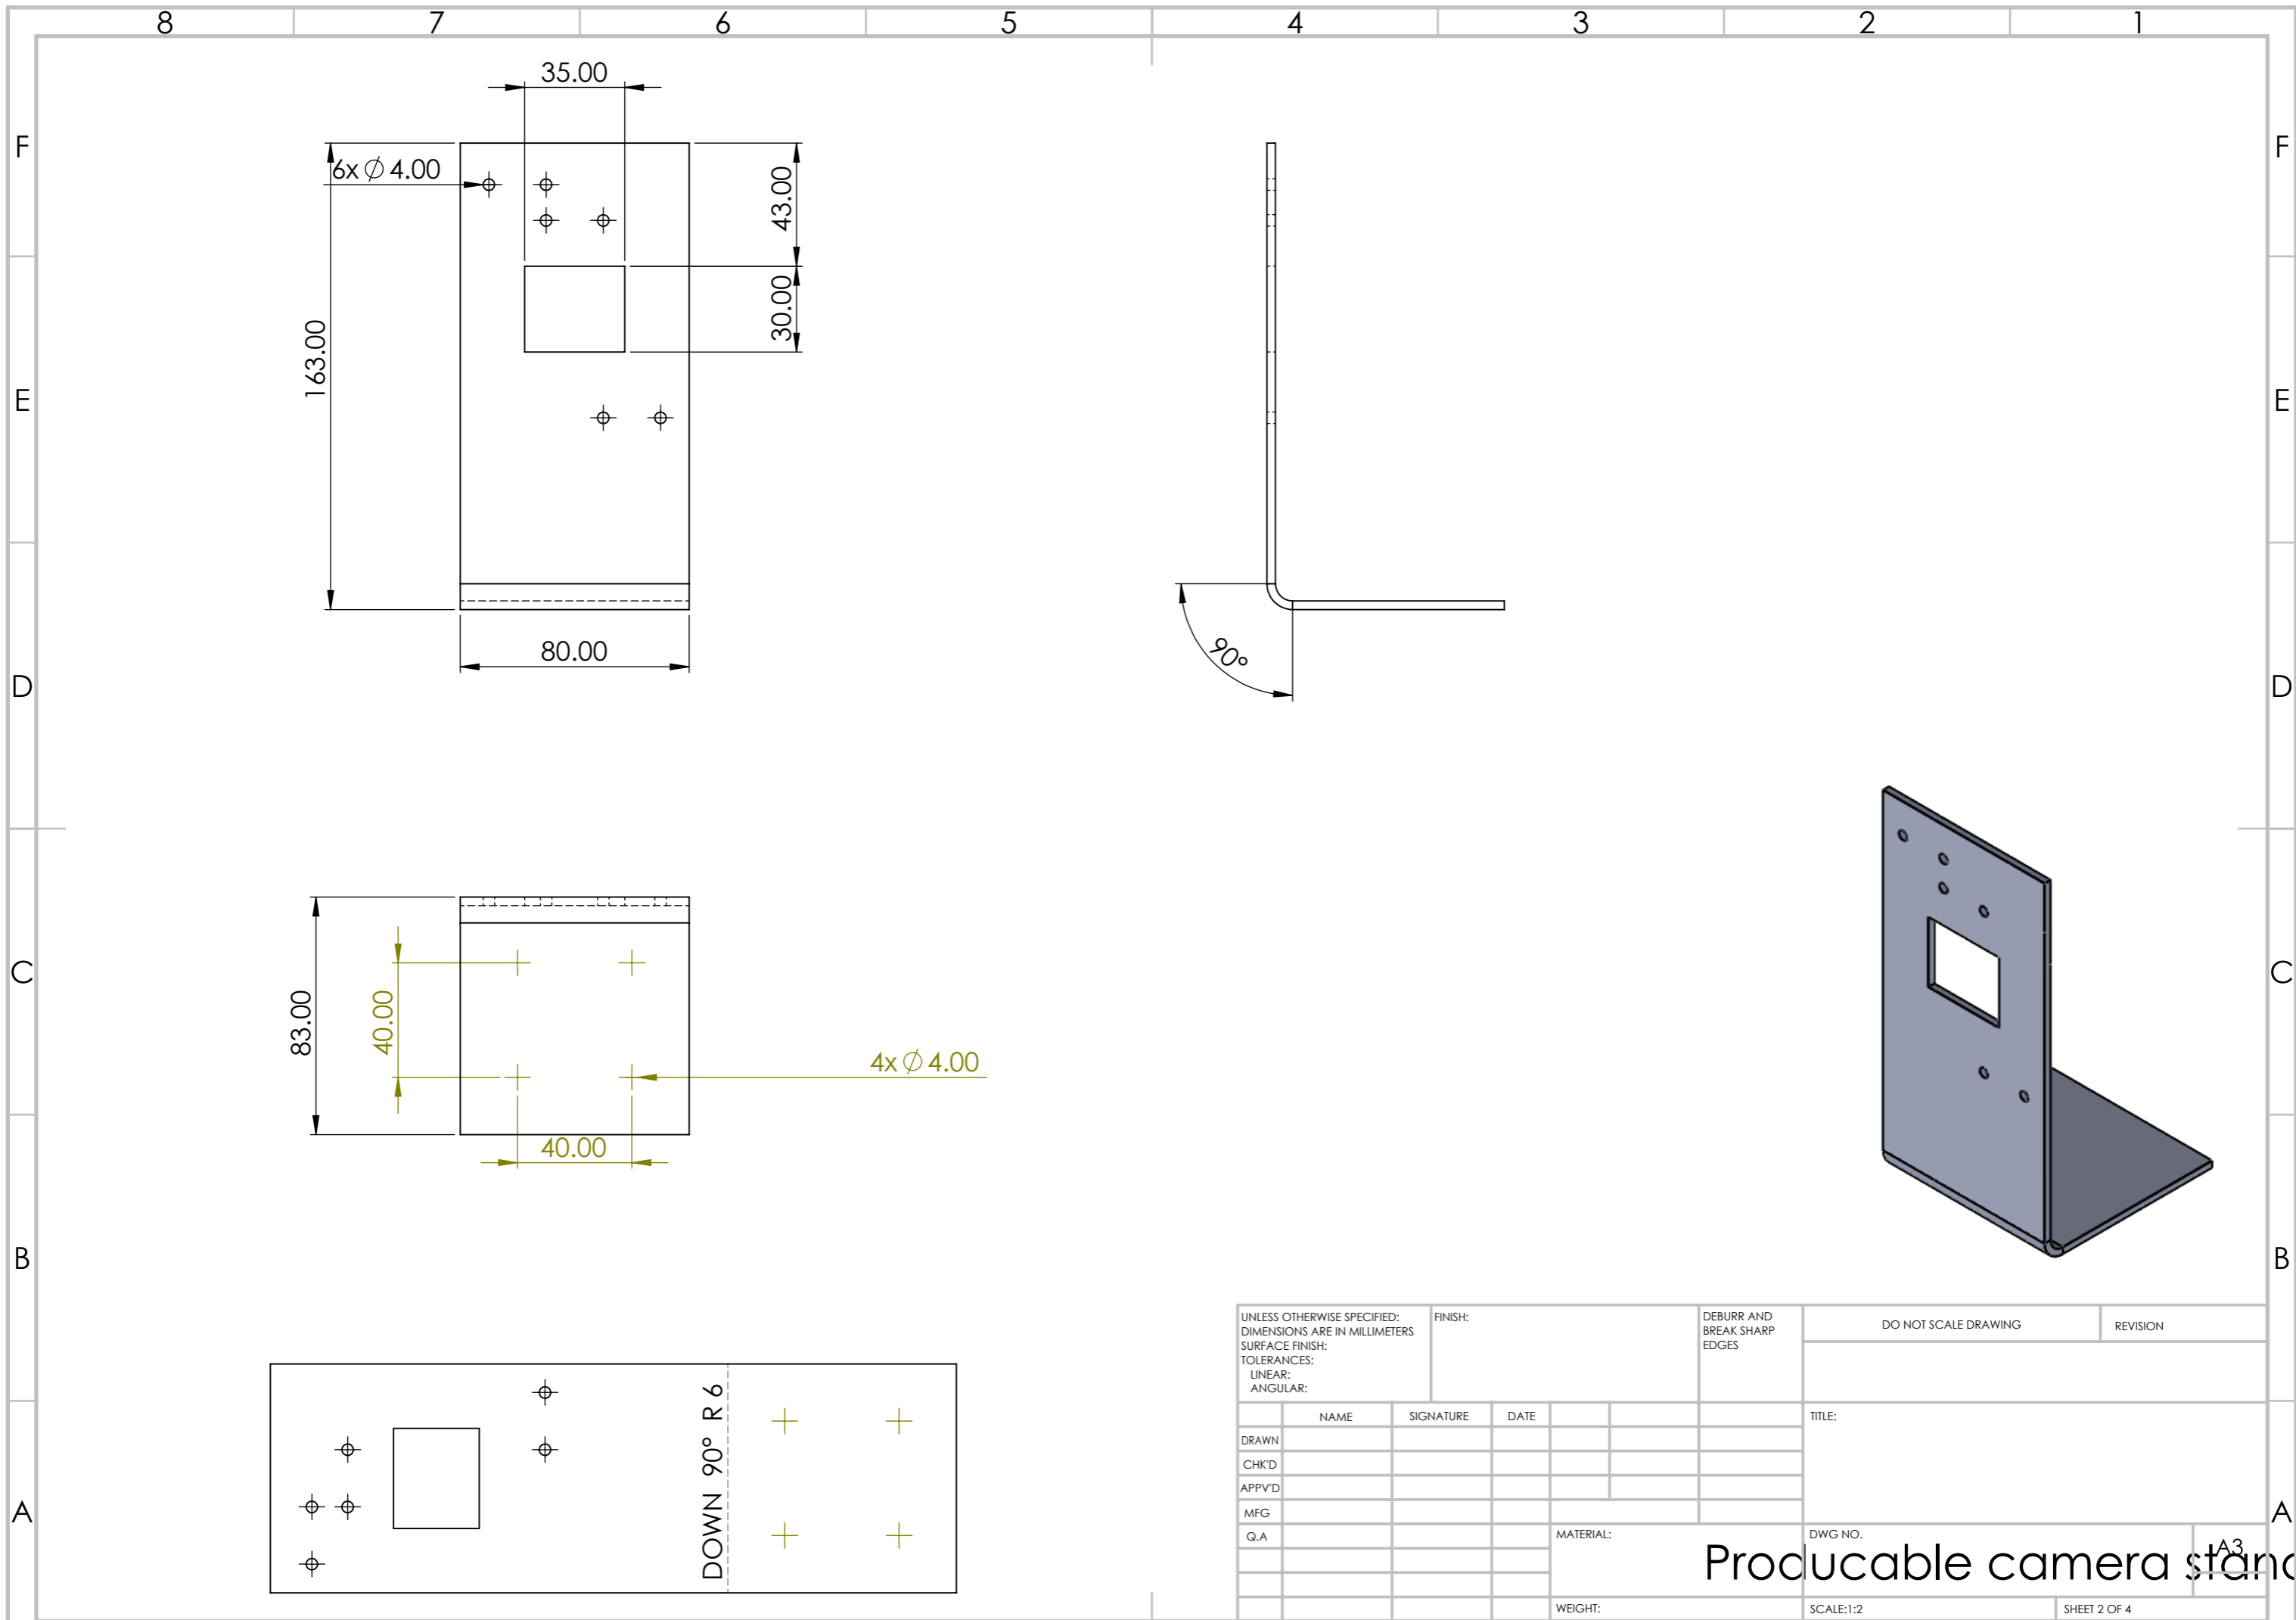 8 7 6 5 4 3 2 1
35.00
F F
6x ∅ 4.00
43.00
30.00
163.00
E E
80.00
90°
D D
C C
83.00
40.00
4x ∅ 4.00
40.00
B B
DOWN 90° R 6
A A
UNLESS OTHERWISE SPECIFIED:
DIMENSIONS ARE IN MILLIMETERS
SURFACE FINISH:
TOLERANCES:
LINEAR:
ANGULAR:
FINISH:
DEBURR AND
BREAK SHARP
EDGES
DO NOT SCALE DRAWING
REVISION
NAME SIGNATURE DATE
TITLE:
DRAWN
CHK'D
APPV'D
MFG
Q.A
MATERIAL:
DWG NO.
Producable camera stand
A3
WEIGHT:
SCALE:1:2
SHEET 2 OF 4